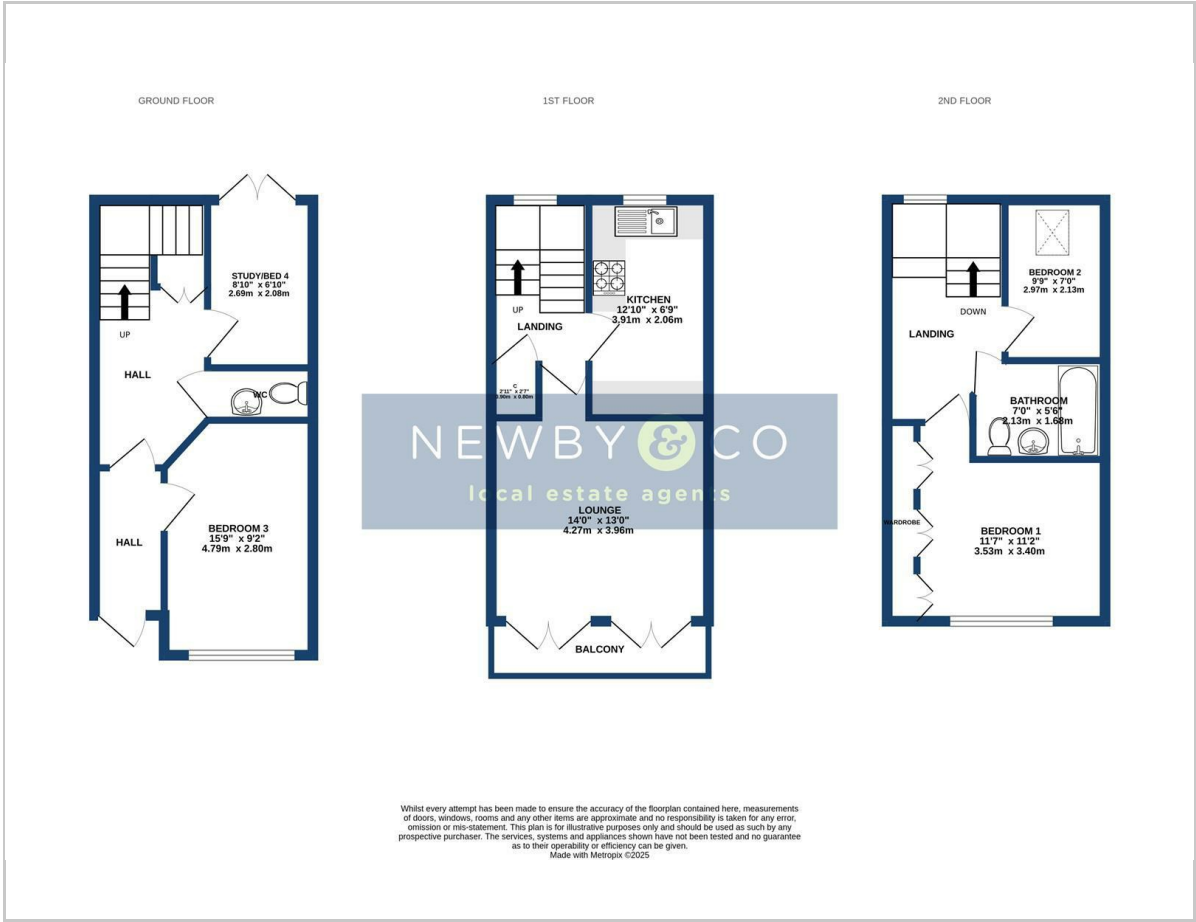 GROUND FLOOR
1ST FLOOR
2ND FLOOR
STUDY/BED 4
8'10" x 6'10"
2.69m x 2.08m
UP
HALL
WC
BEDROOM 3
15'9" x 9'2"
4.79m x 2.80m
HALL
KITCHEN
12'10" x 6'9"
3.91m x 2.06m
UP
LANDING
C
2'11" x 2'7"
0.90m x 0.80m
NEWBY & CO
local estate agents
LOUNGE
14'0" x 13'0"
4.27m x 3.96m
BALCONY
BEDROOM 2
9'9" x 7'0"
2.97m x 2.13m
DOWN
LANDING
BATHROOM
7'0" x 5'6"
2.13m x 1.68m
WARDROBE
BEDROOM 1
11'7" x 11'2"
3.53m x 3.40m
Whilst every attempt has been made to ensure the accuracy of the floorplan contained here, measurements
of doors, windows, rooms and any other items are approximate and no responsibility is taken for any error,
omission or mis-statement. This plan is for illustrative purposes only and should be used as such by any
prospective purchaser. The services, systems and appliances shown have not been tested and no guarantee
as to their operability or efficiency can be given.
Made with Metropix ©2025